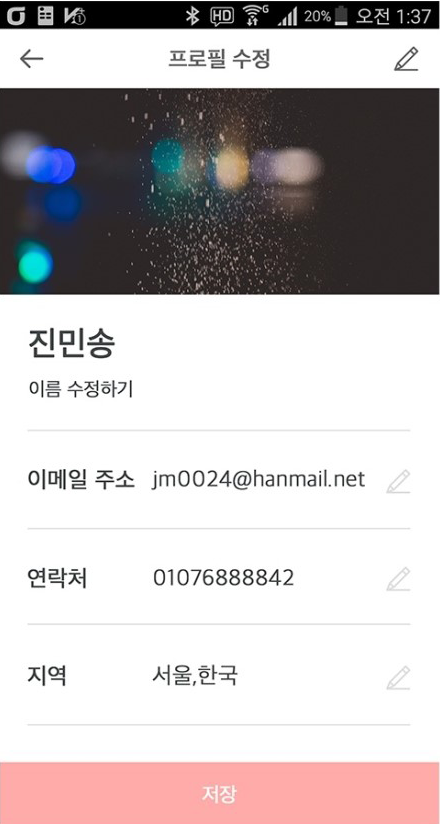 HD G 20% 오전 1:37
프로필 수정
진민송
이름 수정하기
이메일 주소 jm0024@hanmail.net
연락처 01076888842
지역 서울,한국
저장